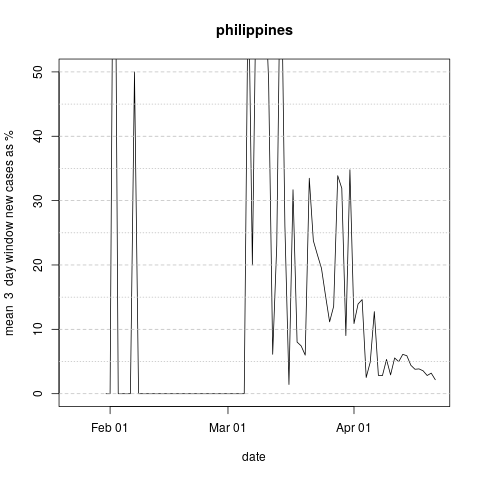 philippines
mean 3 day window new cases as %
50
40
30
20
10
0
Feb 01
Mar 01
Apr 01
date